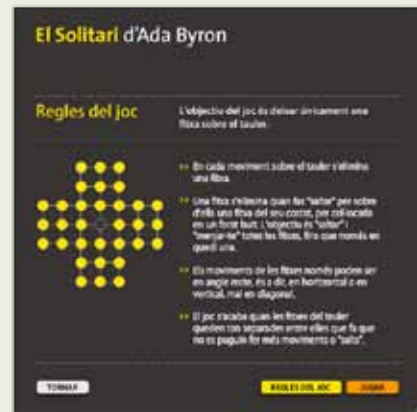 El Solitari d'Ada Byron
Regles del joc
L'objectiu del joc és deixar únicament una
fitxa sobre el tauler.
>> En cada moviment sobre el tauler s'elimina
una fitxa.
>> Una fitxa s'elimina quan fas "saltar" per sobre
d'ella una fitxa del seu costat, per col·locar-la
en un forat buit. L'objectiu és "saltar" i
"menjar-te" totes les fitxes, fins que només en
quedi una.
>> Els moviments de les fitxes només poden ser
en angle recte, és a dir, en horitzontal o en
vertical, mai en diagonal.
>> El joc s'acaba quan les fitxes del tauler
queden tan separades entre elles que fa que
no es puguin fer més moviments o "salts".
TORNAR
REGLES DEL JOC
JUGAR